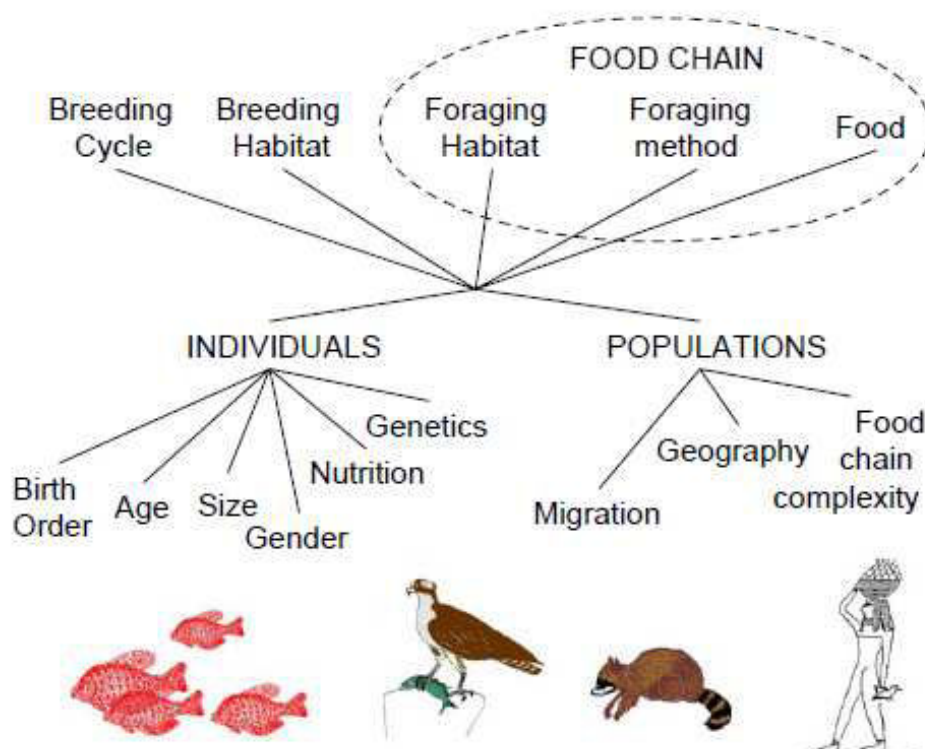 FOOD CHAIN
Breeding
Cycle
Breeding
Habitat
Foraging
Habitat
Foraging
method
Food
INDIVIDUALS
POPULATIONS
Birth
Order
Age
Size
Gender
Nutrition
Genetics
Migration
Geography
Food
chain
complexity